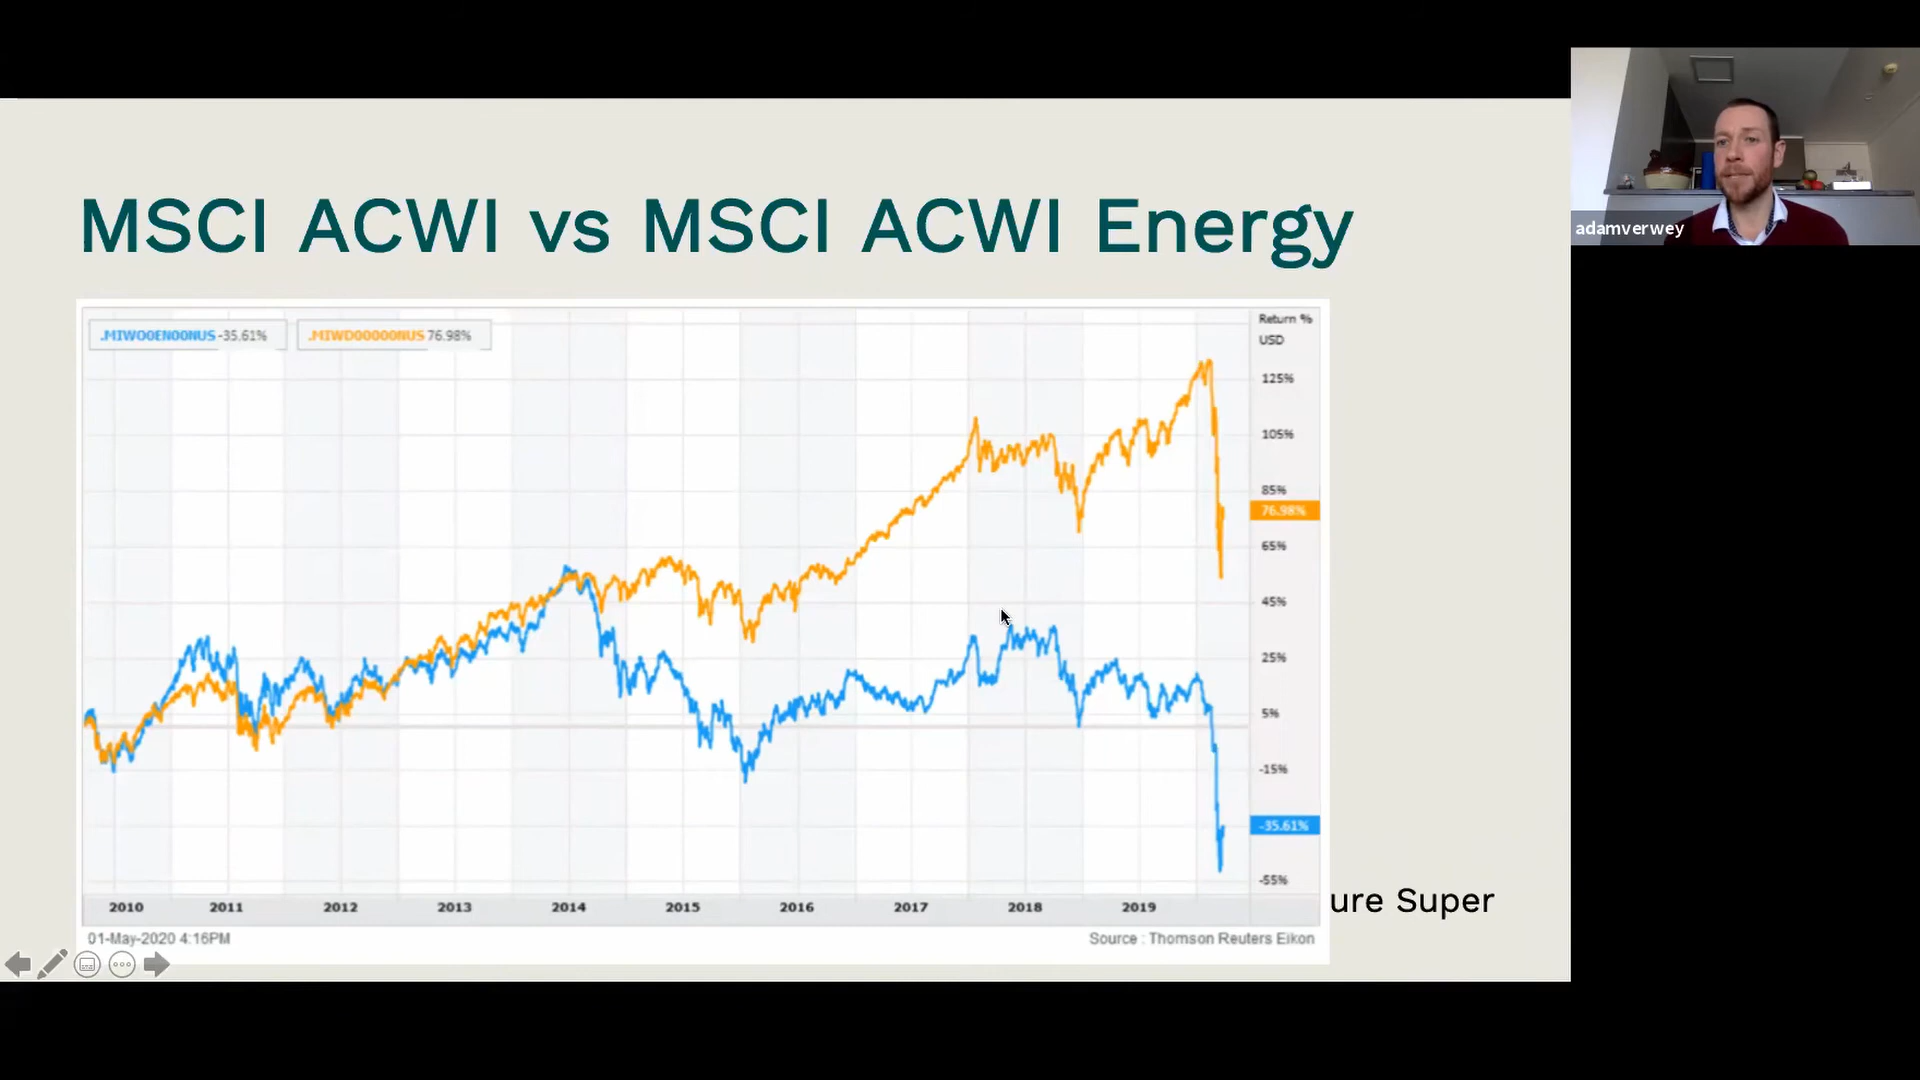 MSCI ACWI vs MSCI ACWI Energy
adamverwey
.MIWO0EN00NUS -35.61%
.MIWD00000NUS 76.98%
Return %
USD
125%
105%
85%
76.98%
65%
45%
25%
5%
-15%
-35.61%
-55%
2010 2011 2012 2013 2014 2015 2016 2017 2018 2019
01-May-2020 4:16PM
Source : Thomson Reuters Eikon
ure Super